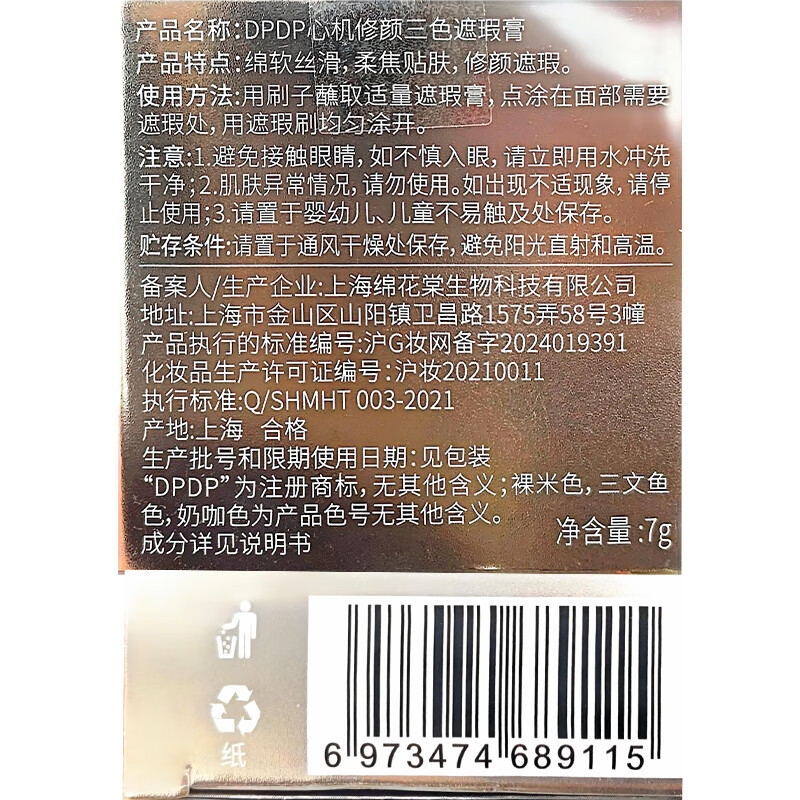 产品名称:DPDP心机修颜三色遮瑕膏
产品特点:绵软丝滑,柔焦贴肤,修颜遮瑕。
使用方法:用刷子蘸取适量遮瑕膏,点涂在面部需要
遮瑕处,用遮瑕刷均匀涂开。
注意:1.避免接触眼睛,如不慎入眼,请立即用水冲洗
干净;2.肌肤异常情况,请勿使用。如出现不适现象,请停
止使用;3.请置于婴幼儿、儿童不易触及处保存。
贮存条件:请置于通风干燥处保存,避免阳光直射和高温。
备案人/生产企业:上海绵花棠生物科技有限公司
地址:上海市金山区山阳镇卫昌路1575弄58号3幢
产品执行的标准编号:沪G妆网备字2024019391
化妆品生产许可证编号:沪妆20210011
执行标准:Q/SHMHT 003-2021
产地:上海 合格
生产批号和限期使用日期:见包装
“DPDP”为注册商标,无其他含义;裸米色,三文鱼
色,奶咖色为产品色号无其他含义。
成分详见说明书
净含量:7g
纸
6 973474 689115